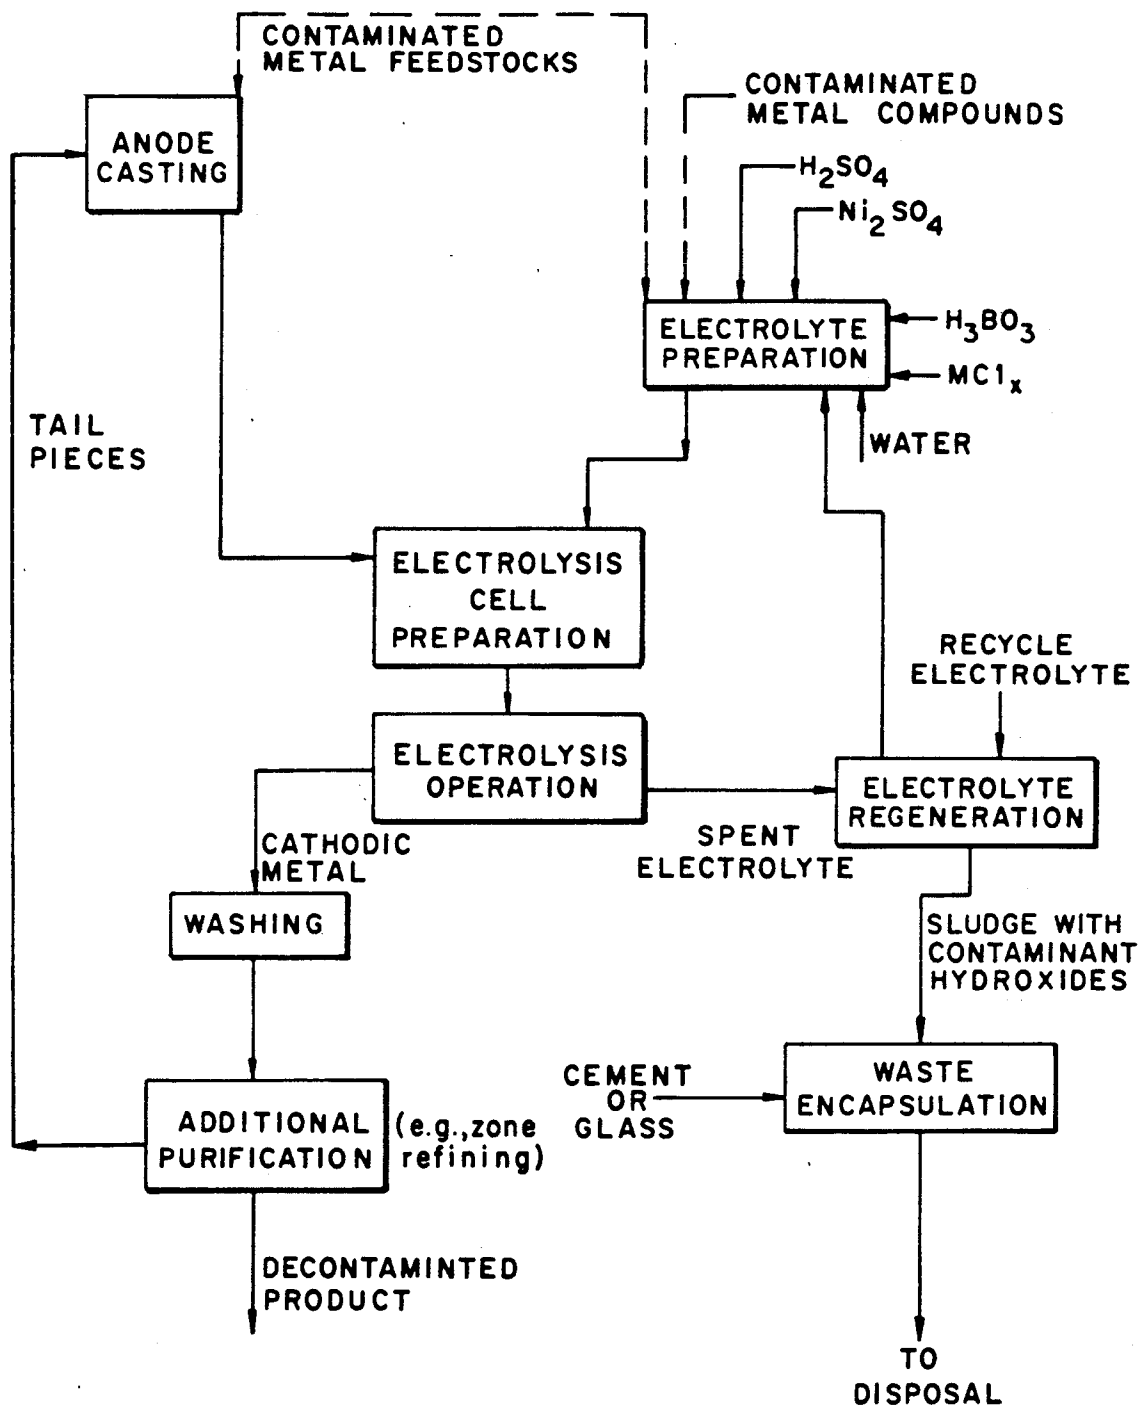 CONTAMINATED
METAL FEEDSTOCKS
CONTAMINATED
METAL COMPOUNDS
ANODE
CASTING
H2SO4
Ni2SO4
ELECTROLYTE
PREPARATION
H3BO3
MC1x
WATER
TAIL
PIECES
ELECTROLYSIS
CELL
PREPARATION
RECYCLE
ELECTROLYTE
ELECTROLYSIS
OPERATION
ELECTROLYTE
REGENERATION
SPENT
ELECTROLYTE
CATHODIC
METAL
WASHING
SLUDGE WITH
CONTAMINANT
HYDROXIDES
CEMENT
OR
GLASS
WASTE
ENCAPSULATION
ADDITIONAL
PURIFICATION
(e.g.,zone
refining)
DECONTAMINTED
PRODUCT
TO
DISPOSAL